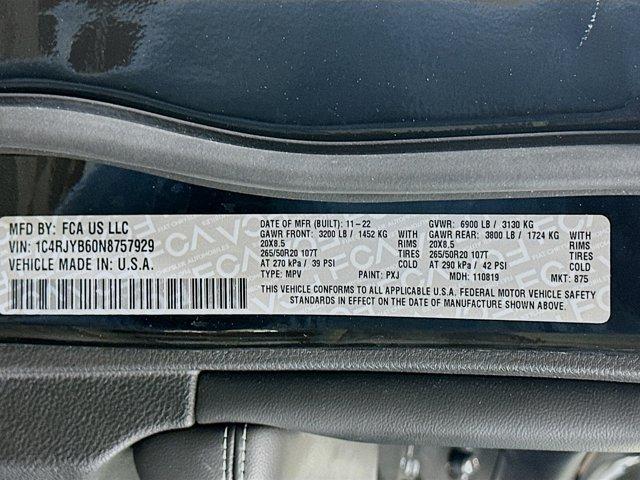 MFD BY: FCA US LLC
VIN: 1C4RJYB60N8757929
VEHICLE MADE IN: U.S.A.
DATE OF MFR (BUILT): 11-22 GVWR: 6900 LB / 3130 KG
GAWR FRONT: 3200 LB / 1452 KG WITH GAWR REAR: 3800 LB / 1724 KG WITH
20X8.5 RIMS 20X8.5 RIMS
265/50R20 107T TIRES 265/50R20 107T TIRES
AT 270 kPa / 39 PSI COLD AT 290 kPa / 42 PSI COLD
TYPE: MPV PAINT: PXJ MDH: 110819 MKT: 875
THIS VEHICLE CONFORMS TO ALL APPLICABLE U.S.A. FEDERAL MOTOR VEHICLE SAFETY
STANDARDS IN EFFECT ON THE DATE OF MANUFACTURE SHOWN ABOVE.